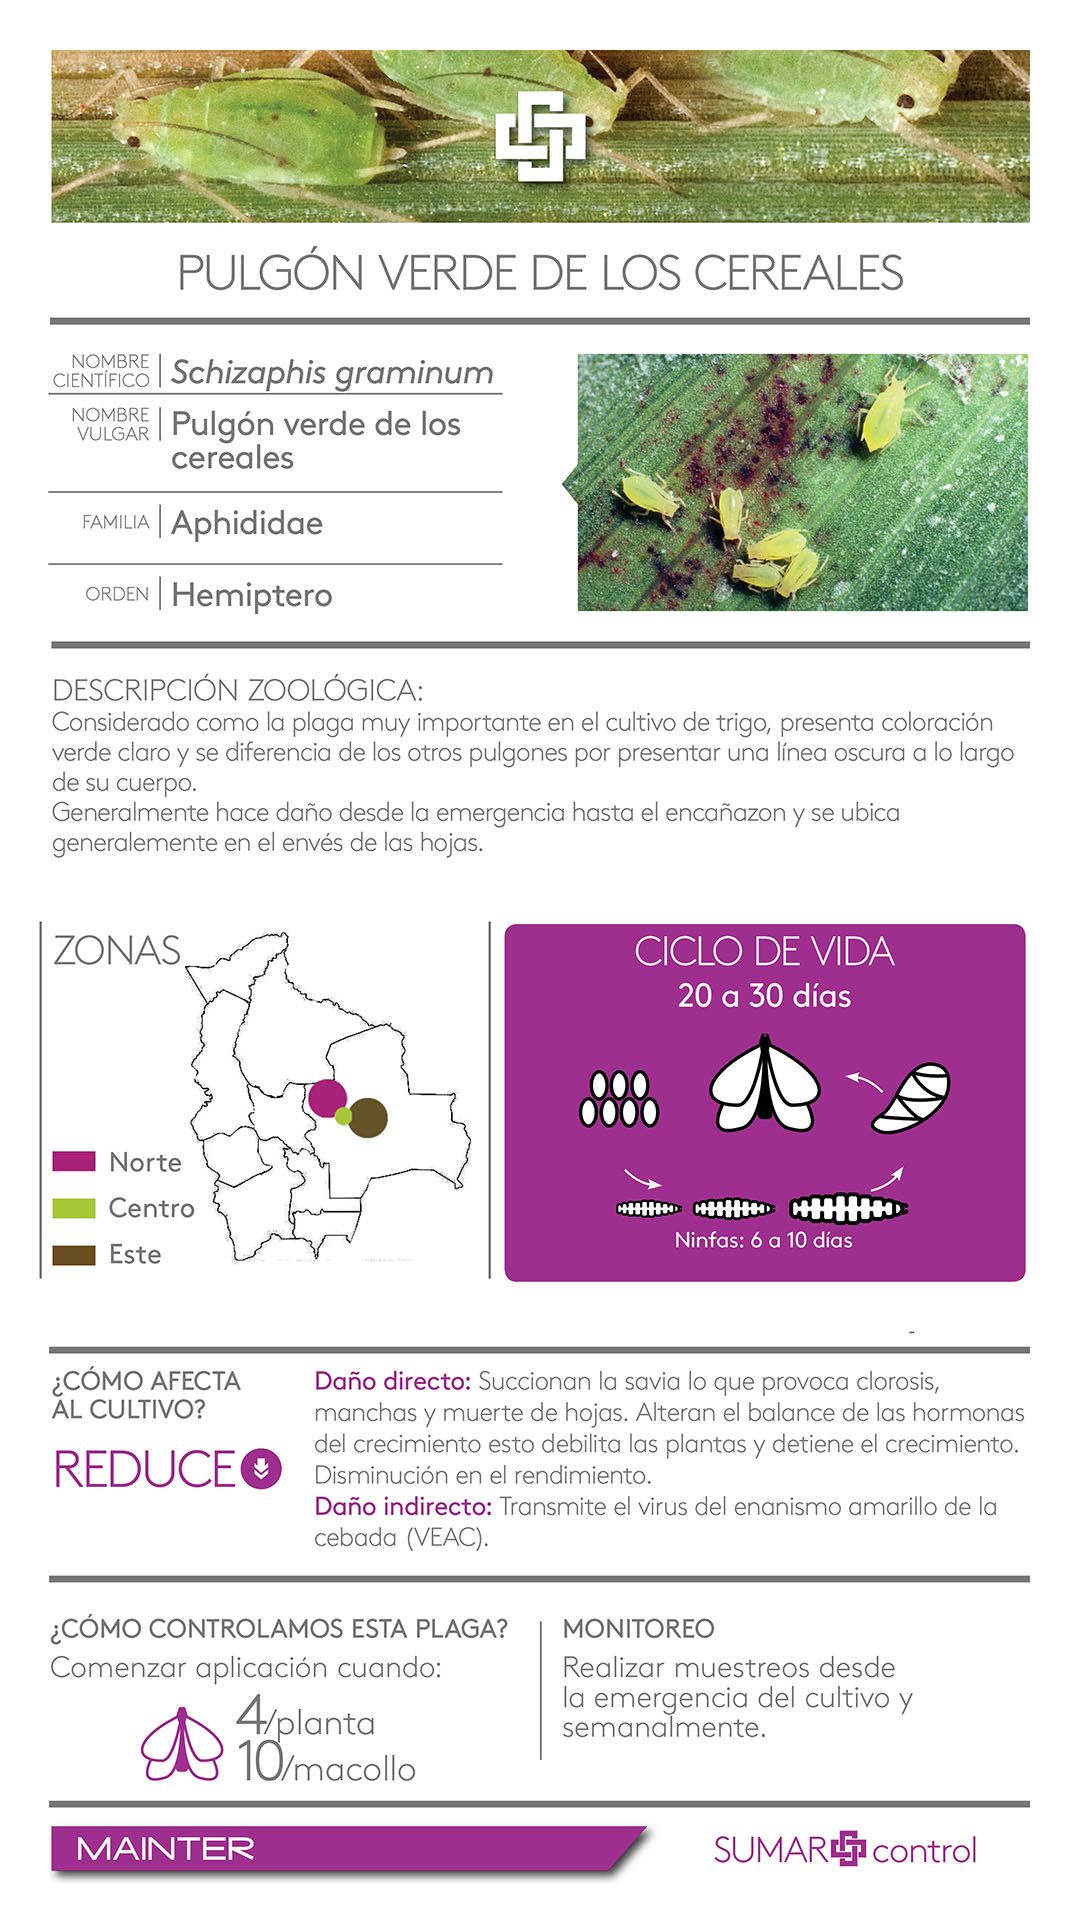 PULGÓN VERDE DE LOS CEREALES
NOMBRE
CIENTÍFICO
Schizaphis graminum
NOMBRE
VULGAR
Pulgón verde de los
cereales
FAMILIA
Aphididae
ORDEN
Hemiptero
DESCRIPCIÓN ZOOLÓGICA:
Considerado como la plaga muy importante en el cultivo de trigo, presenta coloración
verde claro y se diferencia de los otros pulgones por presentar una línea oscura a lo largo
de su cuerpo.
Generalmente hace daño desde la emergencia hasta el encañazon y se ubica
generalemente en el envés de las hojas.
ZONAS
Norte
Centro
Este
CICLO DE VIDA
20 a 30 días
Ninfas: 6 a 10 días
-
¿CÓMO AFECTA
AL CULTIVO?
REDUCE
Daño directo: Succionan la savia lo que provoca clorosis,
manchas y muerte de hojas. Alteran el balance de las hormonas
del crecimiento esto debilita las plantas y detiene el crecimiento.
Disminución en el rendimiento.
Daño indirecto: Transmite el virus del enanismo amarillo de la
cebada (VEAC).
¿CÓMO CONTROLAMOS ESTA PLAGA?
Comenzar aplicación cuando:
4/planta
10/macollo
MONITOREO
Realizar muestreos desde
la emergencia del cultivo y
semanalmente.
MAINTER
SUMAR control